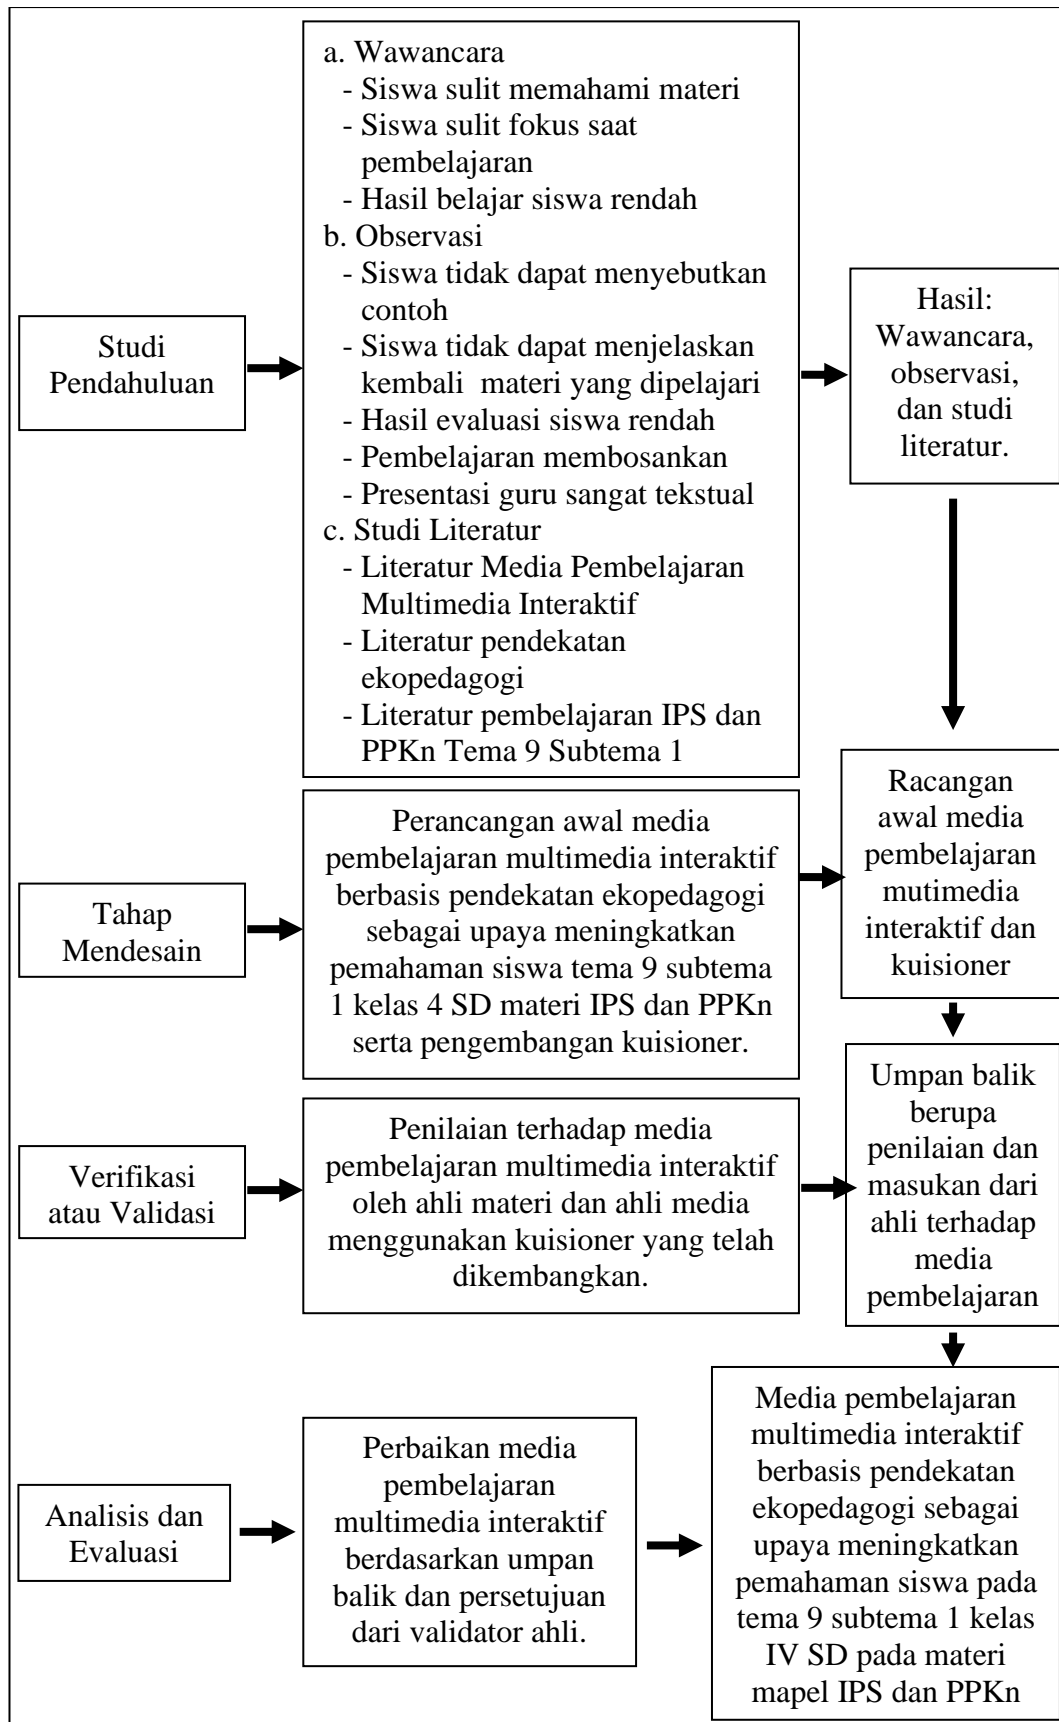 Studi
Pendahuluan
a. Wawancara
- Siswa sulit memahami materi
- Siswa sulit fokus saat
pembelajaran
- Hasil belajar siswa rendah
b. Observasi
- Siswa tidak dapat menyebutkan
contoh
- Siswa tidak dapat menjelaskan
kembali  materi yang dipelajari
- Hasil evaluasi siswa rendah
- Pembelajaran membosankan
- Presentasi guru sangat tekstual
c. Studi Literatur
- Literatur Media Pembelajaran
Multimedia Interaktif
- Literatur pendekatan
ekopedagogi
- Literatur pembelajaran IPS dan
PPKn Tema 9 Subtema 1
Hasil:
Wawancara,
observasi,
dan studi
literatur.
Tahap
Mendesain
Perancangan awal media
pembelajaran multimedia interaktif
berbasis pendekatan ekopedagogi
sebagai upaya meningkatkan
pemahaman siswa tema 9 subtema
1 kelas 4 SD materi IPS dan PPKn
serta pengembangan kuisioner.
Racangan
awal media
pembelajaran
mutimedia
interaktif dan
kuisioner
Verifikasi
atau Validasi
Penilaian terhadap media
pembelajaran multimedia interaktif
oleh ahli materi dan ahli media
menggunakan kuisioner yang telah
dikembangkan.
Umpan balik
berupa
penilaian dan
masukan dari
ahli terhadap
media
pembelajaran
Analisis dan
Evaluasi
Perbaikan media
pembelajaran
multimedia interaktif
berdasarkan umpan
balik dan persetujuan
dari validator ahli.
Media pembelajaran
multimedia interaktif
berbasis pendekatan
ekopedagogi sebagai
upaya meningkatkan
pemahaman siswa pada
tema 9 subtema 1 kelas
IV SD pada materi
mapel IPS dan PPKn